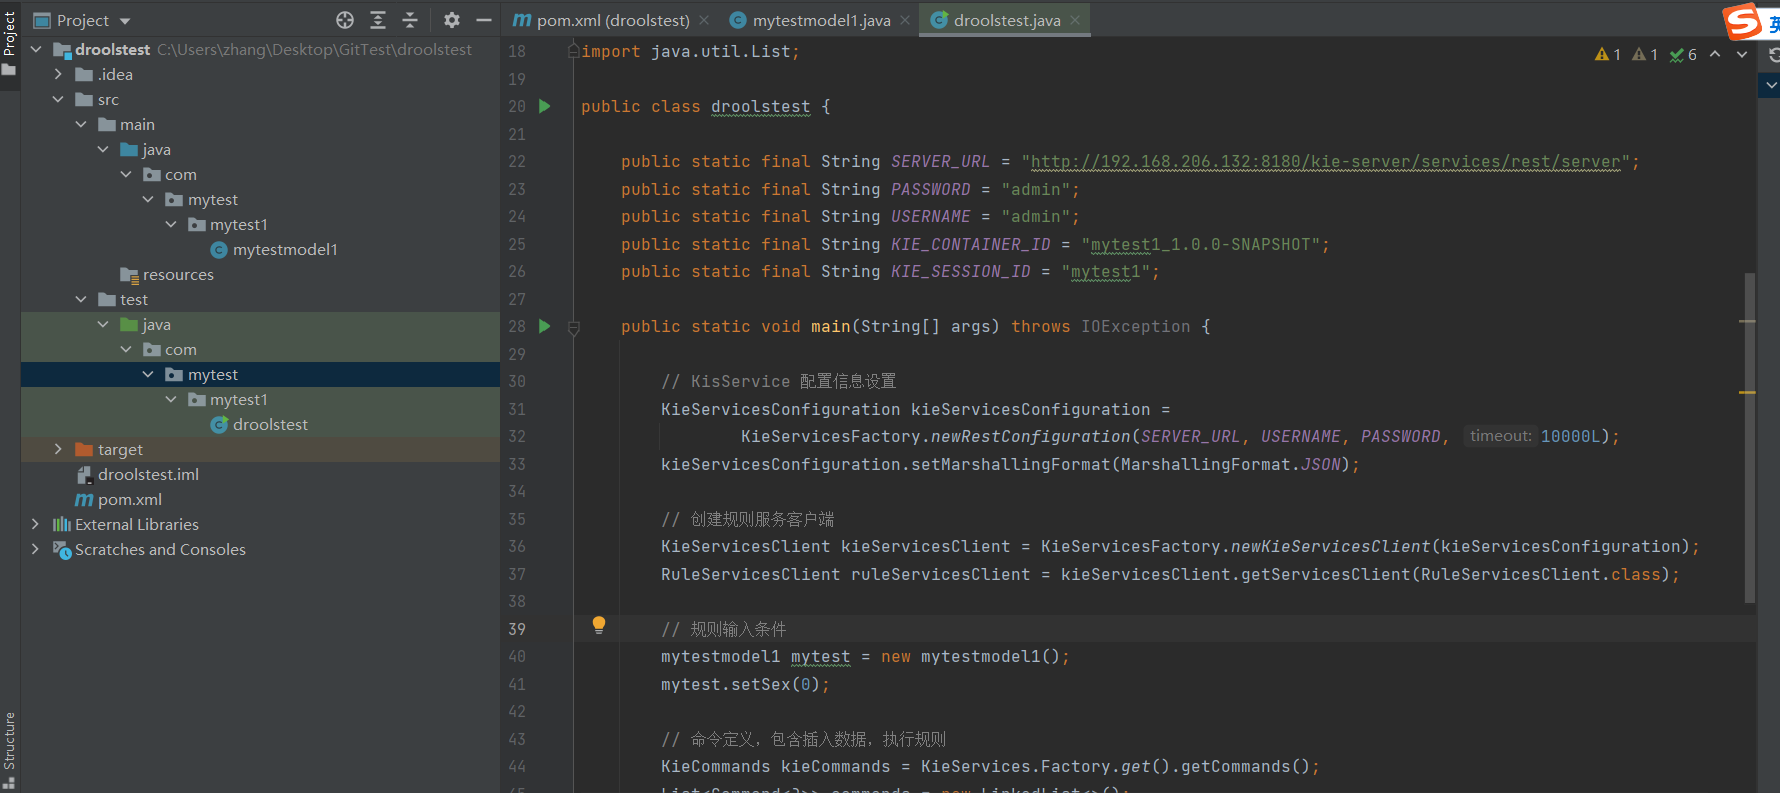 Project
Project
droolstest C:\Users\zhang\Desktop\GitTest\droolstest
.idea
src
main
java
com
mytest
mytest1
mytestmodel1
resources
test
java
com
mytest
mytest1
droolstest
target
droolstest.iml
pom.xml
External Libraries
Scratches and Consoles
Structure
pom.xml (droolstest) mytestmodel1.java droolstest.java
1 1 6
英
18 import java.util.List;
19
20 public class droolstest {
21
22 public static final String SERVER_URL = "http://192.168.206.132:8180/kie-server/services/rest/server";
23 public static final String PASSWORD = "admin";
24 public static final String USERNAME = "admin";
25 public static final String KIE_CONTAINER_ID = "mytest1_1.0.0-SNAPSHOT";
26 public static final String KIE_SESSION_ID = "mytest1";
27
28 public static void main(String[] args) throws IOException {
29
30 // KisService 配置信息设置
31 KieServicesConfiguration kieServicesConfiguration =
32 KieServicesFactory.newRestConfiguration(SERVER_URL, USERNAME, PASSWORD, timeout: 10000L);
33 kieServicesConfiguration.setMarshallingFormat(MarshallingFormat.JSON);
34
35 // 创建规则服务客户端
36 KieServicesClient kieServicesClient = KieServicesFactory.newKieServicesClient(kieServicesConfiguration);
37 RuleServicesClient ruleServicesClient = kieServicesClient.getServicesClient(RuleServicesClient.class);
38
39 // 规则输入条件
40 mytestmodel1 mytest = new mytestmodel1();
41 mytest.setSex(0);
42
43 // 命令定义，包含插入数据，执行规则
44 KieCommands kieCommands = KieServices.Factory.get().getCommands();
45 List<Command<?>> commands = new LinkedList<>();